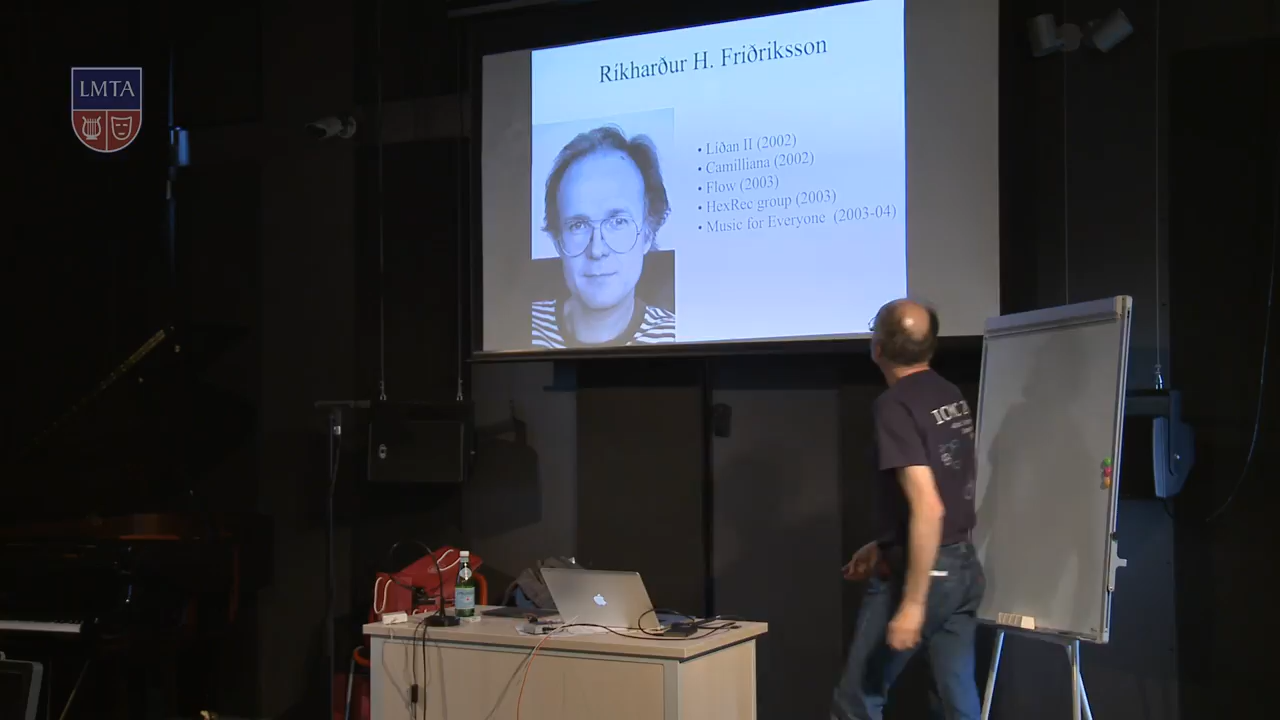 LMTA
Ríkharður H. Friðriksson
• Líðan II (2002)
• Camilliana (2002)
• Flow (2003)
• HexRec group (2003)
• Music for Everyone (2003-04)